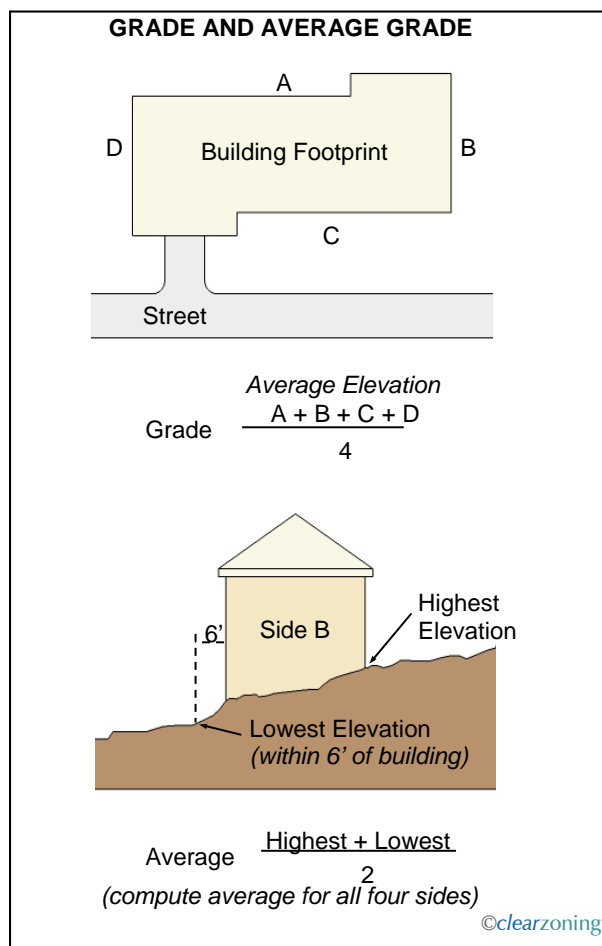 GRADE AND AVERAGE GRADE
A
D
Building Footprint
B
C
Street
Average Elevation
Grade
A + B + C + D
4
6’
Side B
Highest
Elevation
Lowest Elevation
(within 6’ of building)
Average
Highest + Lowest
2
(compute average for all four sides)
©clearzoning